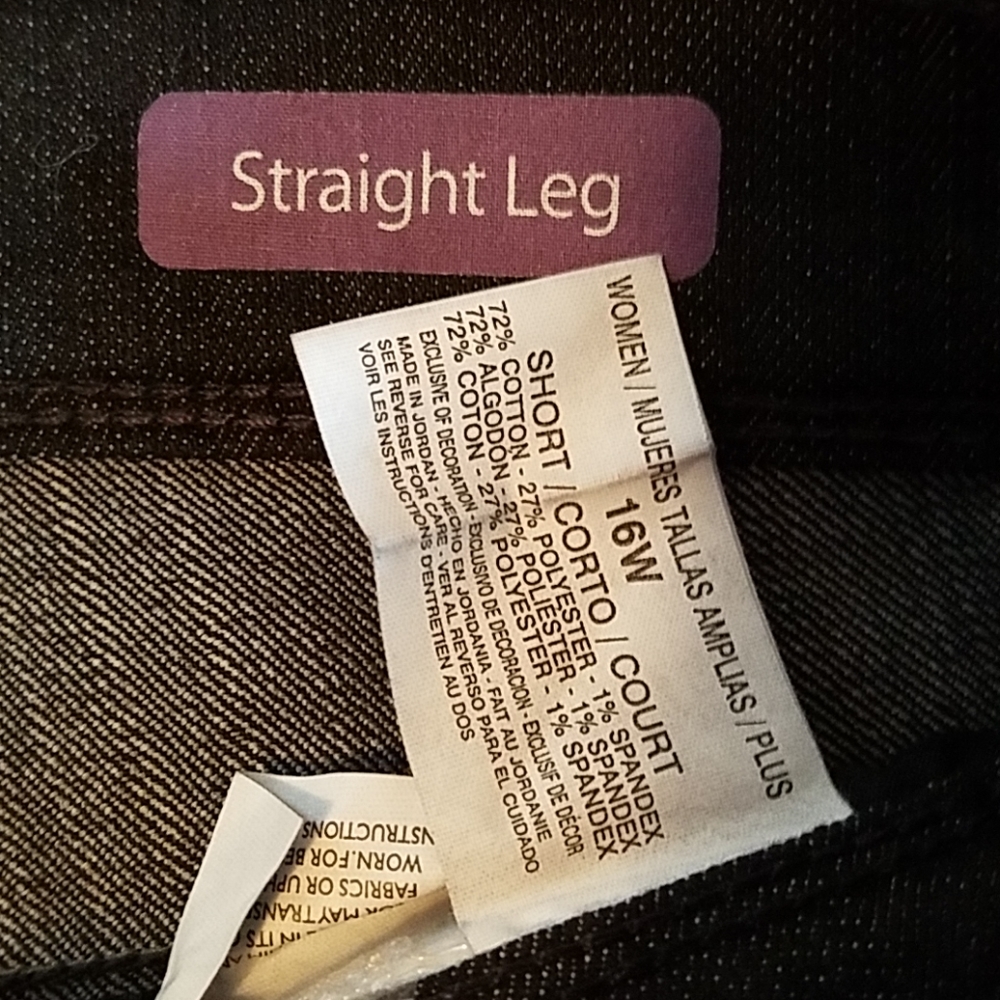 Straight Leg
WOMEN / MUJERES TALLAS AMPLIAS / PLUS
16W
SHORT / CORTO / COURT
72% COTTON - 27% POLYESTER - 1% SPANDEX
72% ALGODON - 27% POLIESTER - 1% SPANDEX
72% COTON - 27% POLYESTER - 1% SPANDEX
EXCLUSIVE OF DECORATION - EXCLUSIVO DE DECORACION - EXCLUSIF DE DÉCOR
MADE IN JORDAN - HECHO EN JORDANIA - FAIT AU JORDANIE
SEE REVERSE FOR CARE - VER AL REVERSO PARA EL CUIDADO
VOIR LES INSTRUCTIONS D'ENTRETIEN AU DOS
IN ITS
MAY
FABRICS OR
WORN. FOR